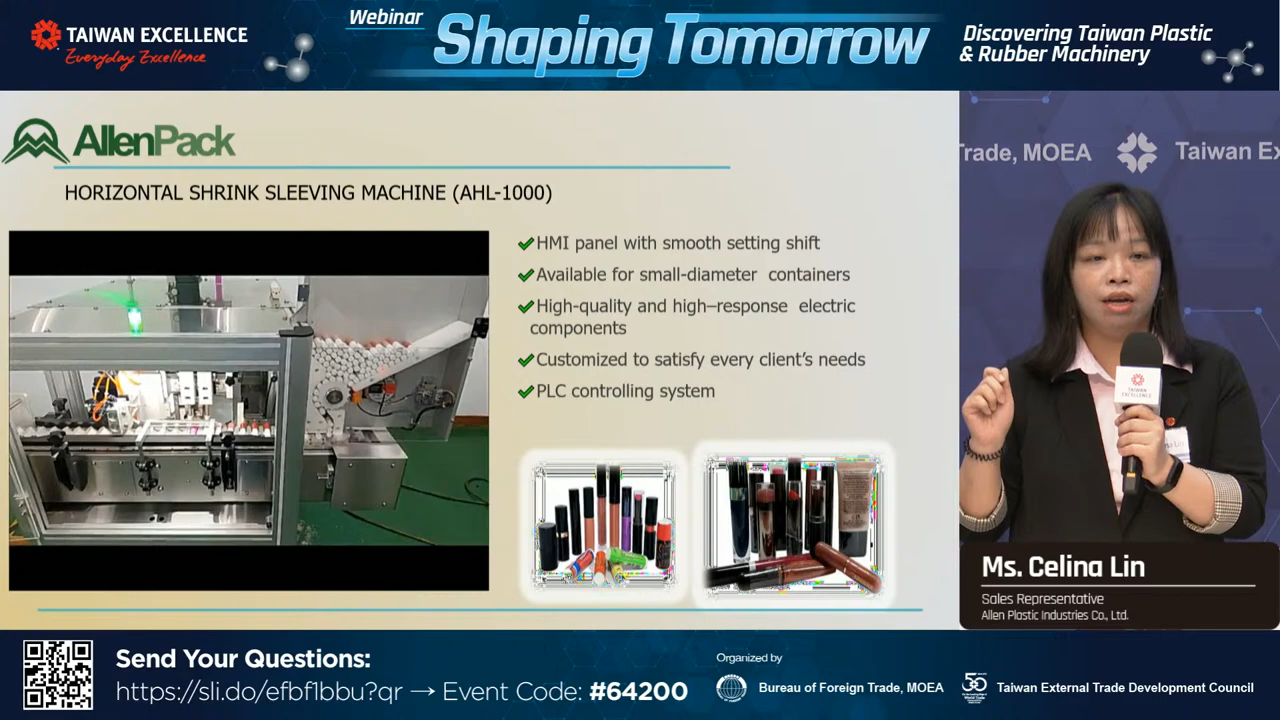 TAIWAN EXCELLENCE
Everyday Excellence
Webinar
Shaping Tomorrow
Discovering Taiwan Plastic
& Rubber Machinery
AllenPack
HORIZONTAL SHRINK SLEEVING MACHINE (AHL-1000)
HMI panel with smooth setting shift
Available for small-diameter containers
High-quality and high–response electric
components
Customized to satisfy every client's needs
PLC controlling system
Trade, MOEA
Taiwan Ex
TAIWAN
EXCELLENCE
Ms. Celina Lin
Sales Representative
Allen Plastic Industries Co., Ltd.
Send Your Questions:
https://sli.do/efbf1bbu?qr → Event Code: #64200
Organized by
Bureau of Foreign Trade, MOEA
50
Taiwan External Trade Development Council